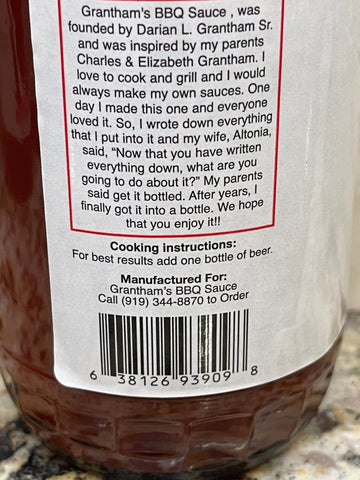 Grantham's BBQ Sauce , was
founded by Darian L. Grantham Sr.
and was inspired by my parents
Charles & Elizabeth Grantham. I
love to cook and grill and I would
always make my own sauces. One
day I made this one and everyone
loved it. So, I wrote down everything
that I put into it and my wife, Altonia,
said, “Now that you have written
everything down, what are you
going to do about it?” My parents
said get it bottled. After years, I
finally got it into a bottle. We hope
that you enjoy it!!
Cooking instructions:
For best results add one bottle of beer.
Manufactured For:
Grantham's BBQ Sauce
Call (919) 344-8870 to Order
6 38126 93909 8